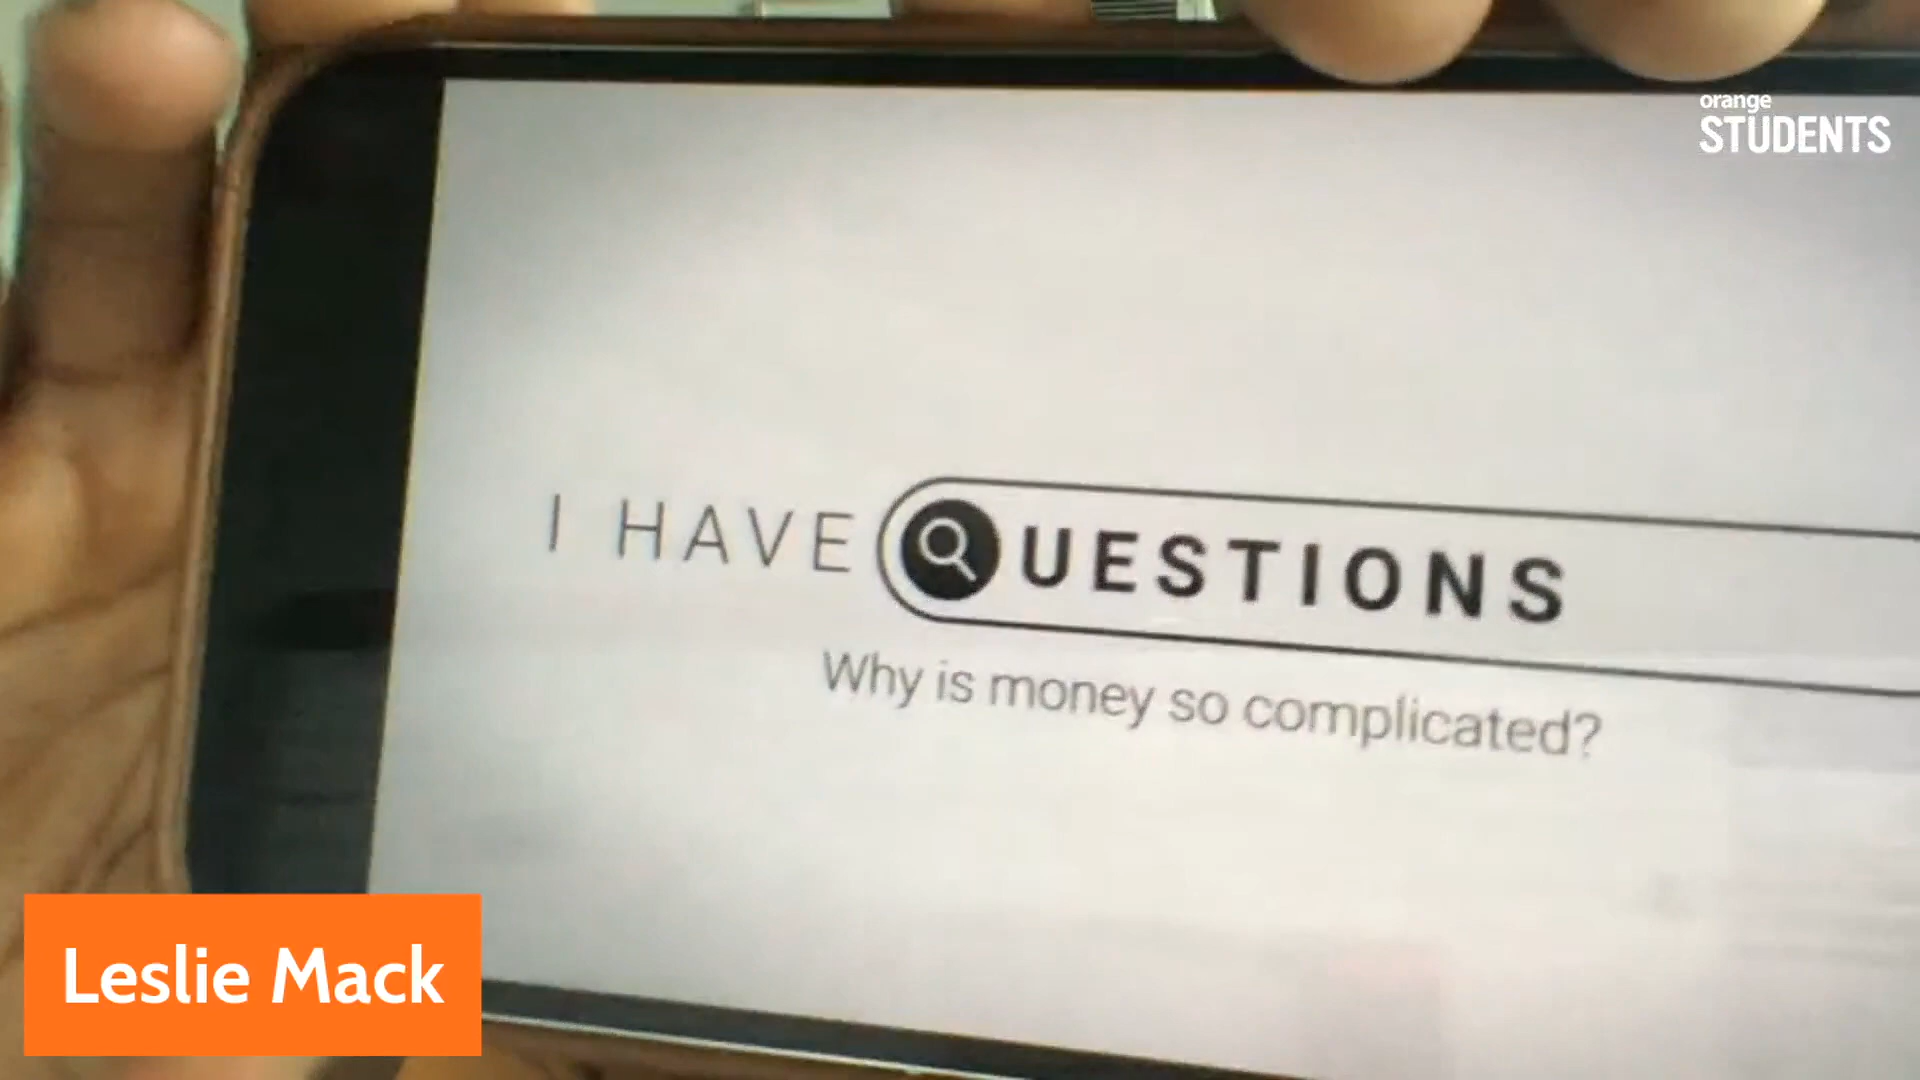 orange
STUDENTS
I HAVE QUESTIONS
Why is money so complicated?
Leslie Mack